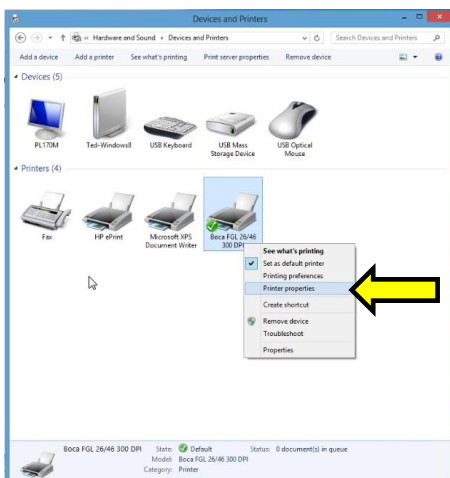 Devices and Printers
« Hardware and Sound ▸ Devices and Printers
Search Devices and Printers
Add a device Add a printer See what's printing Print server properties Remove device
Devices (5)
PL170M Ted-Windows8 USB Keyboard USB Mass Storage Device USB Optical Mouse
Printers (4)
Fax HP ePrint Microsoft XPS Document Writer Boca FGL 26/46 300 DPI
See what's printing
Set as default printer
Printing preferences
Printer properties
Create shortcut
Remove device
Troubleshoot
Properties
Boca FGL 26/46 300 DPI State: Default Status: 0 document(s) in queue
Model: Boca FGL 26/46 300 DPI
Category: Printer